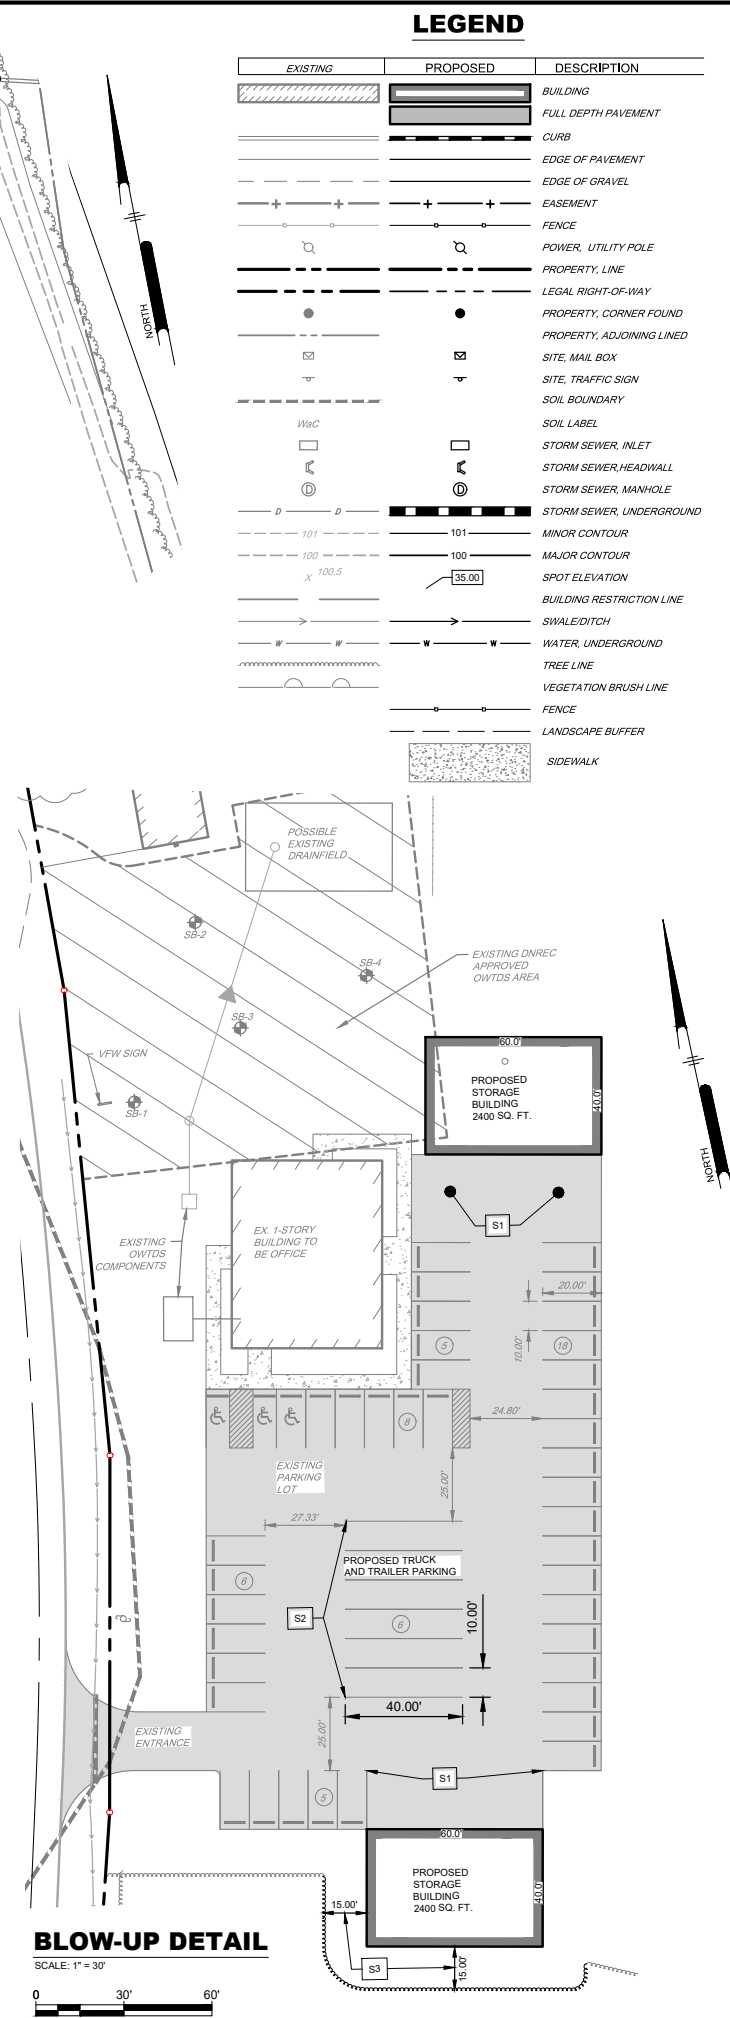 LEGEND
EXISTING PROPOSED DESCRIPTION
BUILDING
FULL DEPTH PAVEMENT
CURB
EDGE OF PAVEMENT
EDGE OF GRAVEL
EASEMENT
FENCE
POWER, UTILITY POLE
PROPERTY, LINE
LEGAL RIGHT-OF-WAY
PROPERTY, CORNER FOUND
PROPERTY, ADJOINING LINED
SITE, MAIL BOX
SITE, TRAFFIC SIGN
SOIL BOUNDARY
WaC SOIL LABEL
STORM SEWER, INLET
STORM SEWER,HEADWALL
D D STORM SEWER, MANHOLE
D D STORM SEWER, UNDERGROUND
101 101 MINOR CONTOUR
100 100 MAJOR CONTOUR
X 100.5 35.00 SPOT ELEVATION
BUILDING RESTRICTION LINE
SWALE/DITCH
W W W W WATER, UNDERGROUND
TREE LINE
VEGETATION BRUSH LINE
FENCE
LANDSCAPE BUFFER
SIDEWALK
NORTH
POSSIBLE
EXISTING
DRAINFIELD
SB-2
SB-4
EXISTING DNREC
APPROVED
OWTDS AREA
SB-3
VFW SIGN
SB-1
60.0'
PROPOSED
STORAGE
BUILDING
2400 SQ. FT.
40.0'
NORTH
S1
EX. 1-STORY
BUILDING TO
BE OFFICE
EXISTING
OWTDS
COMPONENTS
20.00'
10.00'
5
18
8
24.80'
EXISTING
PARKING
LOT
25.00'
27.33'
PROPOSED TRUCK
AND TRAILER PARKING
6
S2
6
10.00'
40.00'
25.00'
EXISTING
ENTRANCE
S1
5
60.0'
PROPOSED
STORAGE
BUILDING
2400 SQ. FT.
40.0'
15.00'
S3
15.00'
BLOW-UP DETAIL
SCALE: 1" = 30'
0 30' 60'